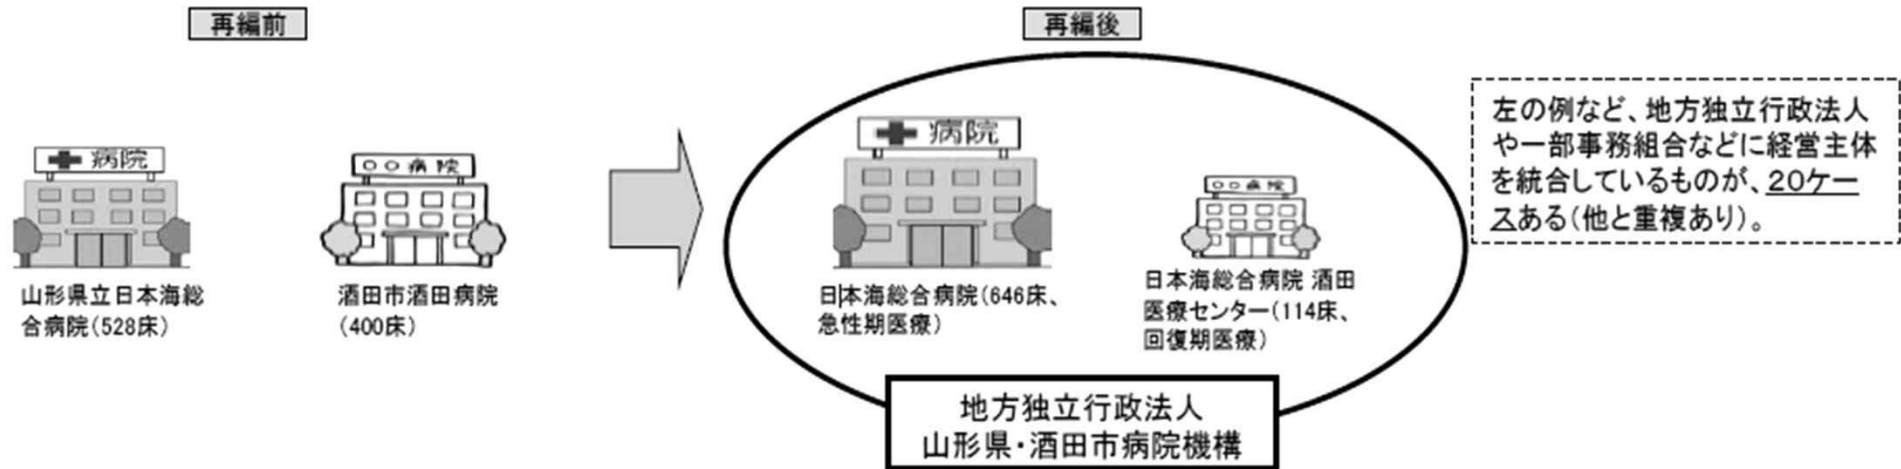 再編前
再編後
病院
○○病院
山形県立日本海総
合病院(528床)
酒田市酒田病院
(400床)
病院
○○病院
日本海総合病院(646床、
急性期医療)
日本海総合病院 酒田
医療センター(114床、
回復期医療)
地方独立行政法人
山形県・酒田市病院機構
左の例など、地方独立行政法人
や一部事務組合などに経営主体
を統合しているものが、20ケー
スある(他と重複あり)。